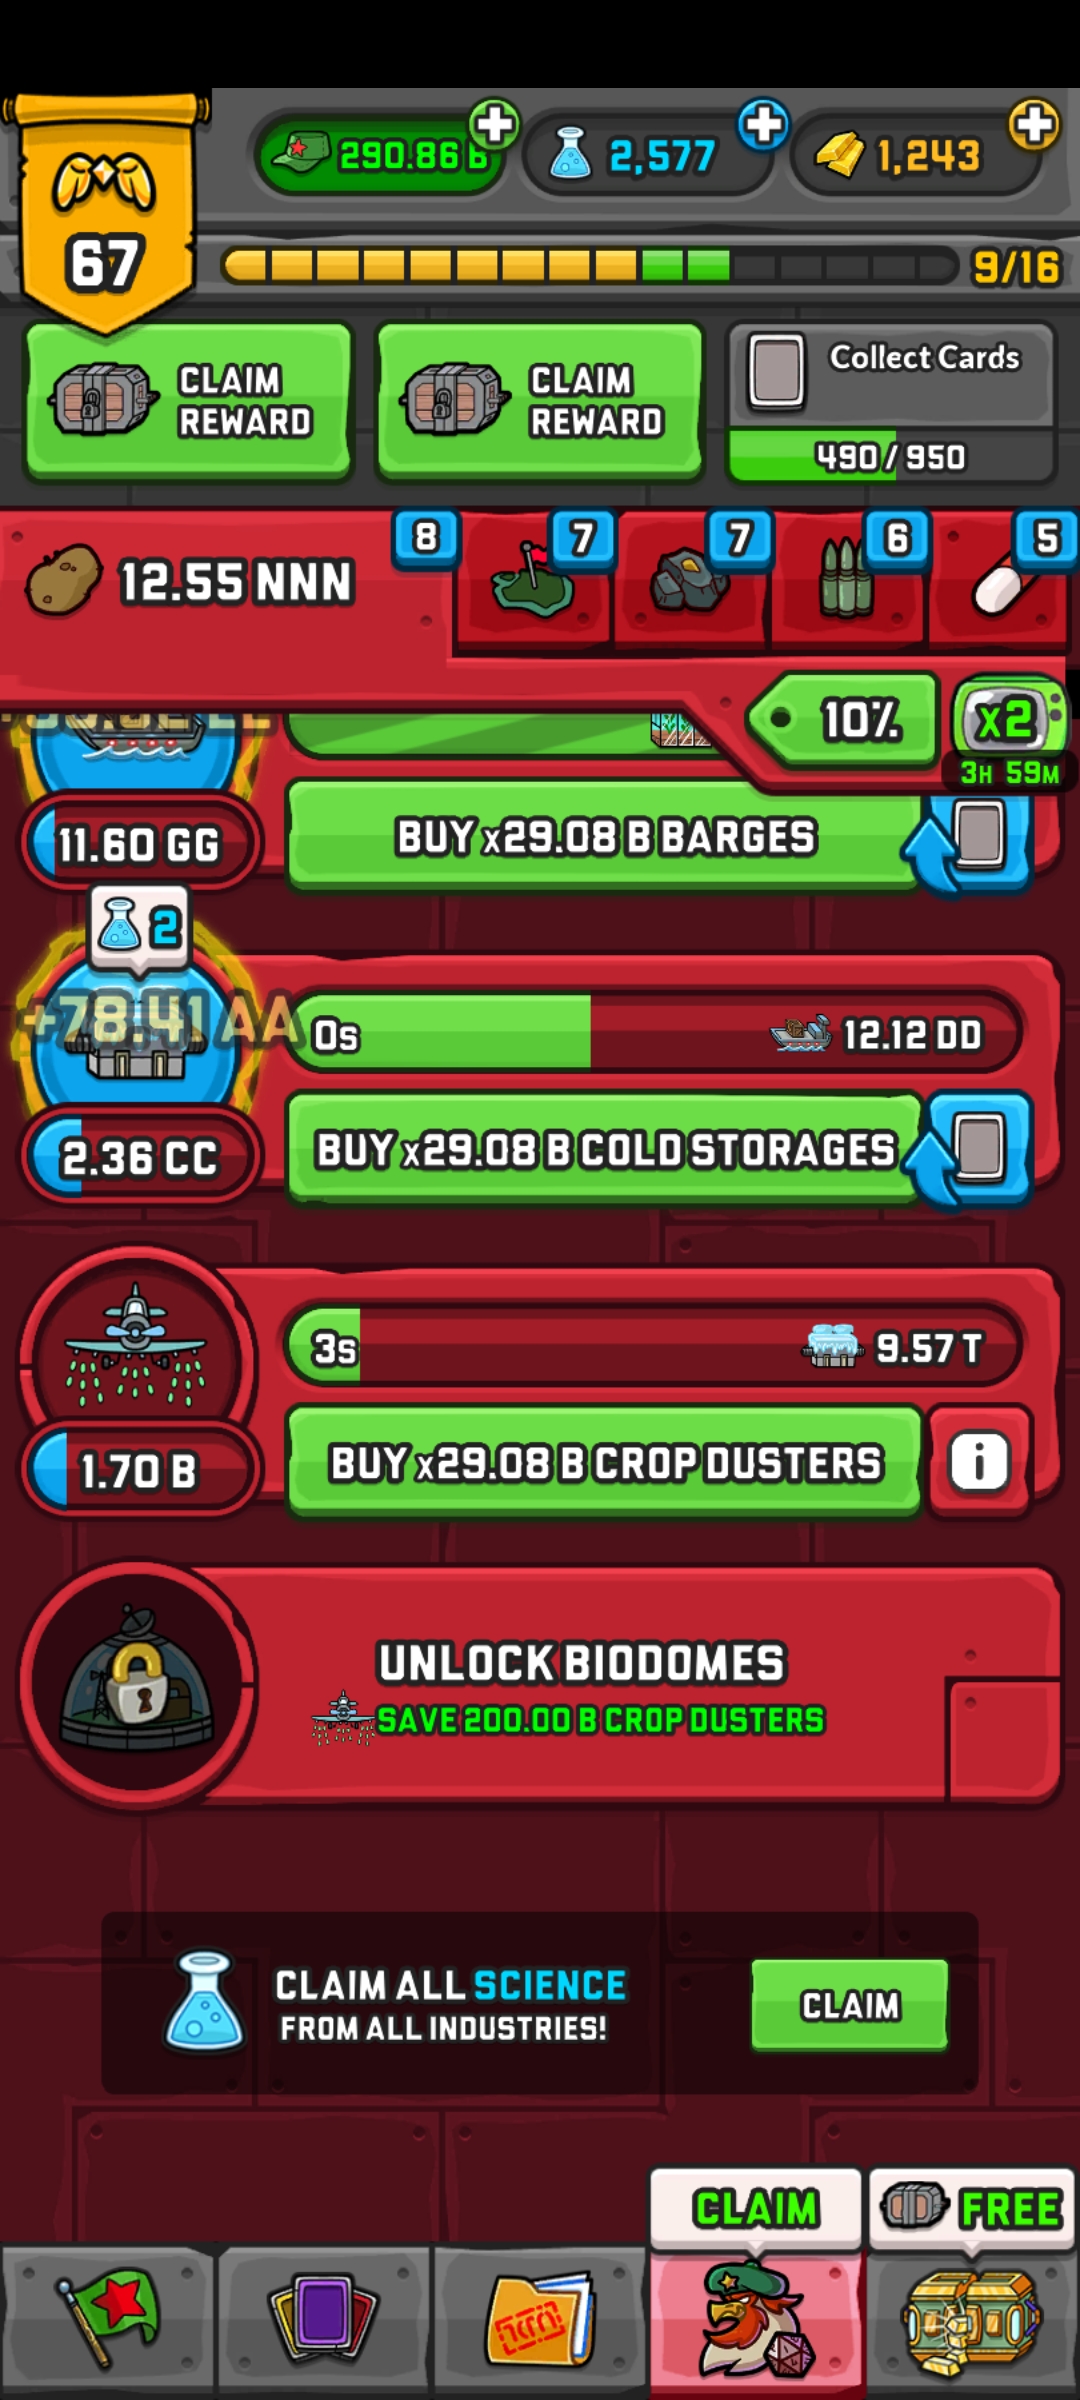 67
290.86 B
2,577
1,243
9/16
CLAIM
REWARD
CLAIM
REWARD
Collect Cards
490 / 950
12.55 NNN
8
7
7
6
5
10%
x2
3H 59M
11.60 GG
BUY x29.08 B BARGES
2
+78.41 AA
0s
12.12 DD
2.36 CC
BUY x29.08 B COLD STORAGES
3s
9.57 T
1.70 B
BUY x29.08 B CROP DUSTERS
i
UNLOCK BIODOMES
SAVE 200.00 B CROP DUSTERS
CLAIM ALL SCIENCE
FROM ALL INDUSTRIES!
CLAIM
CLAIM
FREE